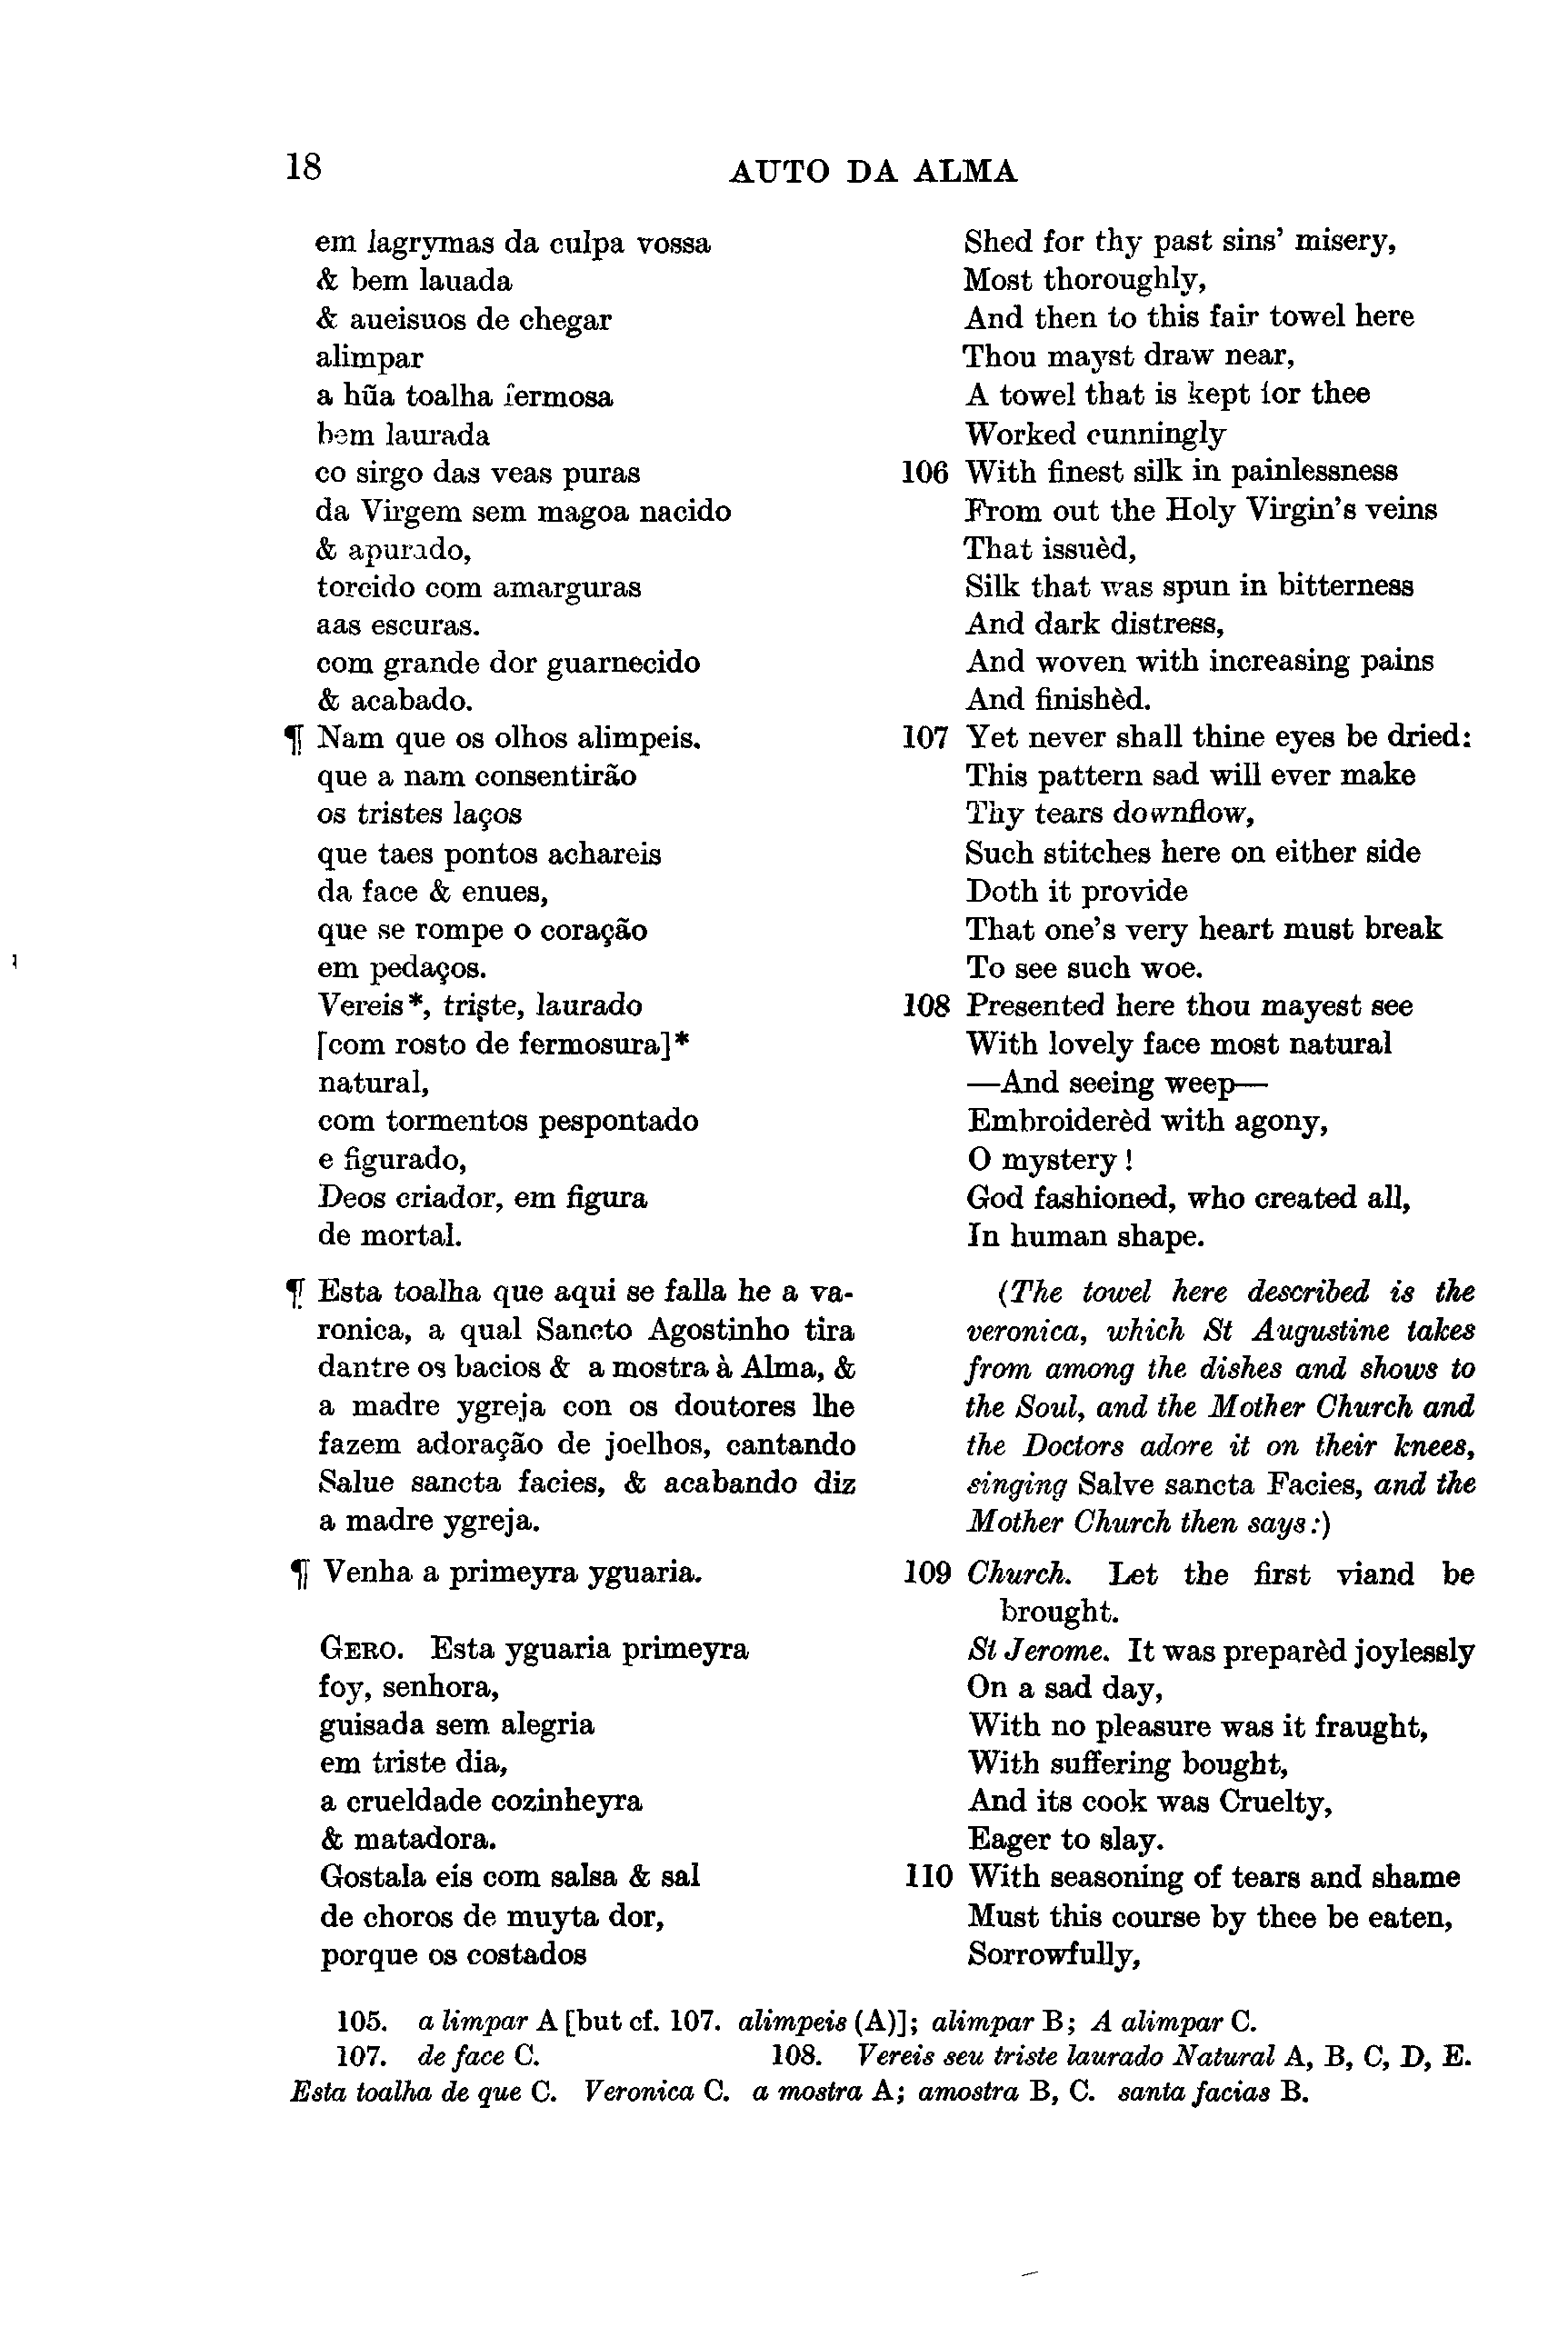 18 AUTO DA ALMA
em lagrymas da culpa vossa
& bem lauada
& aueisuos de chegar
alimpar
a hũa toalha fermosa
bem laurada
co sirgo das veas puras
da Virgem sem magoa nacido
& apurado,
torcido com amarguras
aas escuras.
com grande dor guarnecido
& acabado.
¶ Nam que os olhos alimpeis.
que a nam consentirão
os tristes laços
que taes pontos achareis
da face & enues,
que se rompe o coração
em pedaços.
Vereis*, triste, laurado
[com rosto de fermosura]*
natural,
com tormentos pespontado
e figurado,
Deos criador, em figura
de mortal.
¶ Esta toalha que aqui se falla he a va-
ronica, a qual Sancto Agostinho tira
dantre os bacios & a mostra à Alma, &
a madre ygreja con os doutores lhe
fazem adoração de joelhos, cantando
Salue sancta facies, & acabando diz
a madre ygreja.
¶ Venha a primeyra yguaria.
GERO. Esta yguaria primeyra
foy, senhora,
guisada sem alegria
em triste dia,
a crueldade cozinheyra
& matadora.
Gostala eis com salsa & sal
de choros de muyta dor,
porque os costados
Shed for thy past sins' misery,
Most thoroughly,
And then to this fair towel here
Thou mayst draw near,
A towel that is kept for thee
Worked cunningly
106 With finest silk in painlessness
From out the Holy Virgin's veins
That issuèd,
Silk that was spun in bitterness
And dark distress,
And woven with increasing pains
And finishèd.
107 Yet never shall thine eyes be dried:
This pattern sad will ever make
Thy tears downflow,
Such stitches here on either side
Doth it provide
That one's very heart must break
To see such woe.
108 Presented here thou mayest see
With lovely face most natural
—And seeing weep—
Embroiderèd with agony,
O mystery!
God fashioned, who created all,
In human shape.
(The towel here described is the
veronica, which St Augustine takes
from among the dishes and shows to
the Soul, and the Mother Church and
the Doctors adore it on their knees,
singing Salve sancta Facies, and the
Mother Church then says:)
109 Church. Let the first viand be
brought.
St Jerome. It was preparèd joylessly
On a sad day,
With no pleasure was it fraught,
With suffering bought,
And its cook was Cruelty,
Eager to slay.
110 With seasoning of tears and shame
Must this course by thee be eaten,
Sorrowfully,
105. a limpar A [but cf. 107. alimpeis (A)]; alimpar B; A alimpar C.
107. de face C. 108. Vereis seu triste laurado Natural A, B, C, D, E.
Esta toalha de que C. Veronica C. a mostra A; amostra B, C. santa facias B.